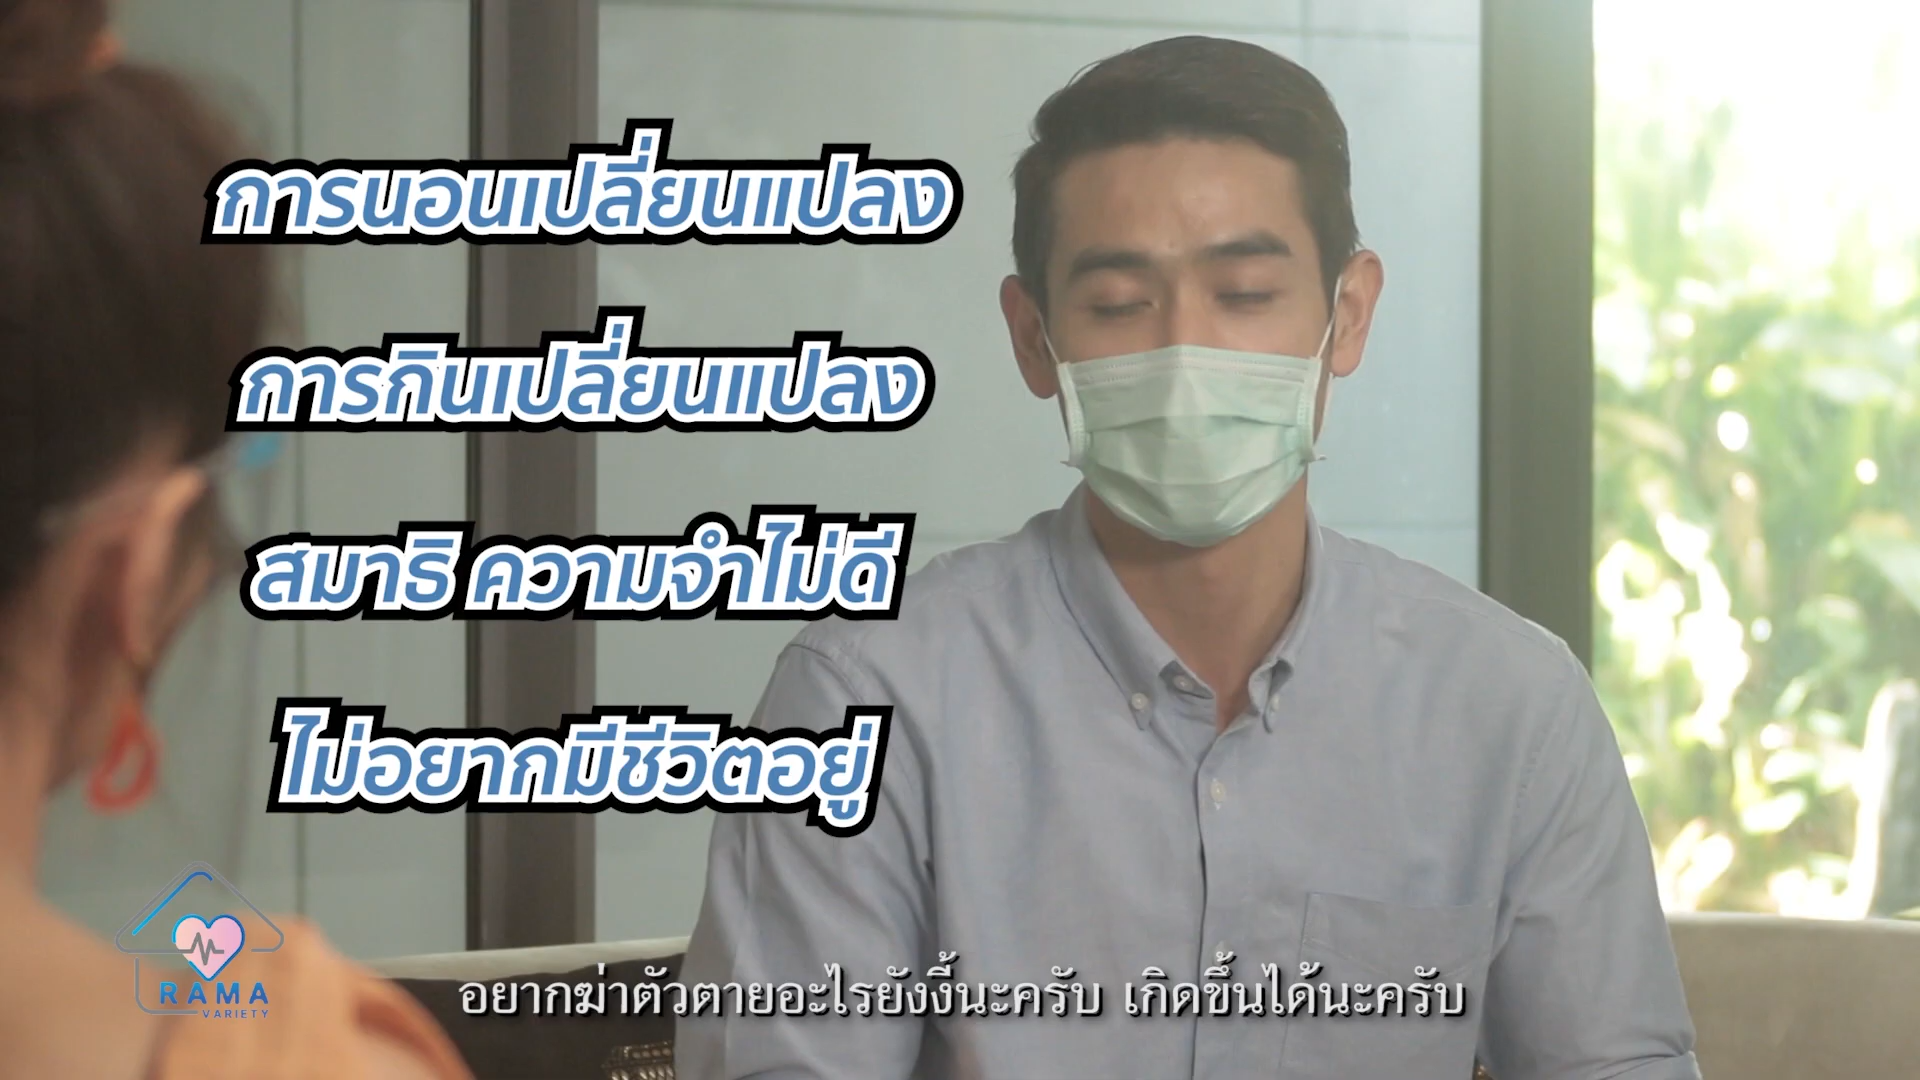 การนอนเปลี่ยนแปลง
การกินเปลี่ยนแปลง
สมาธิ ความจำไม่ดี
ไม่อยากมีชีวิตอยู่
RAMA
VARIETY
อยากฆ่าตัวตายอะไรยังงี้นะครับ เกิดขึ้นได้นะครับ